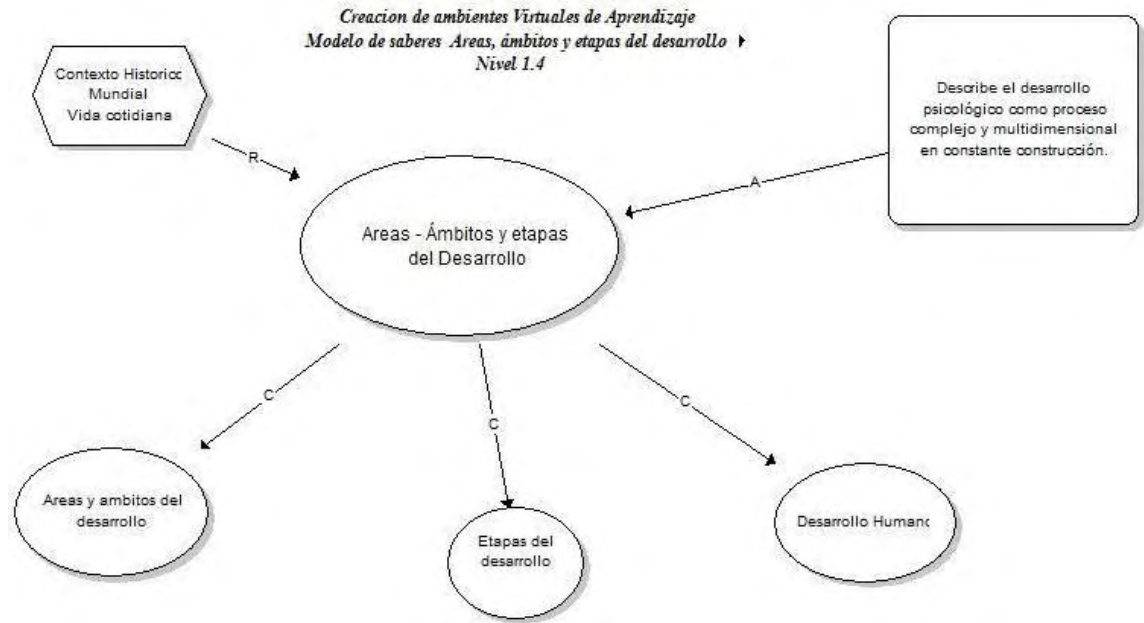 Creacion de ambientes Virtuales de Aprendizaje
Modelo de saberes Areas, ámbitos y etapas del desarrollo
Nivel 1.4
Contexto Historicc
Mundial
Vida cotidiana
Describe el desarrollo
psicológico como proceso
complejo y multidimensional
en constante construcción.
R
A
Areas - Ámbitos y etapas
del Desarrollo
C
C
C
Areas y ambitos del
desarrollo
Etapas del
desarrollo
Desarrollo Humanc